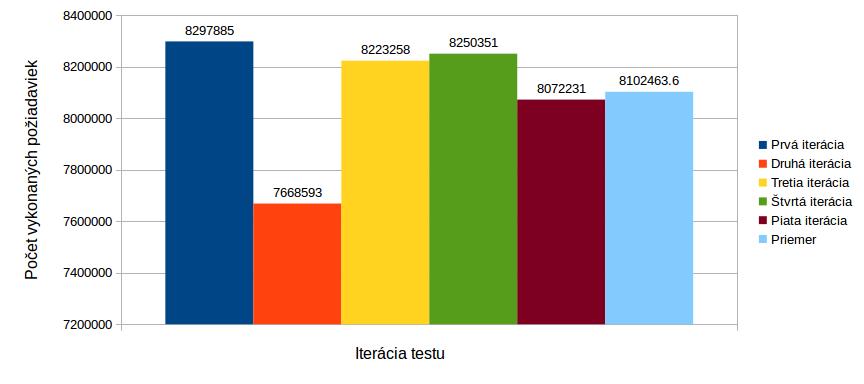 Počet vykonaných požiadaviek
8400000
8200000
8000000
7800000
7600000
7400000
7200000
8297885
7668593
8223258
8250351
8072231
8102463.6
Iterácia testu
Prvá iterácia
Druhá iterácia
Tretia iterácia
Štvrtá iterácia
Piata iterácia
Priemer